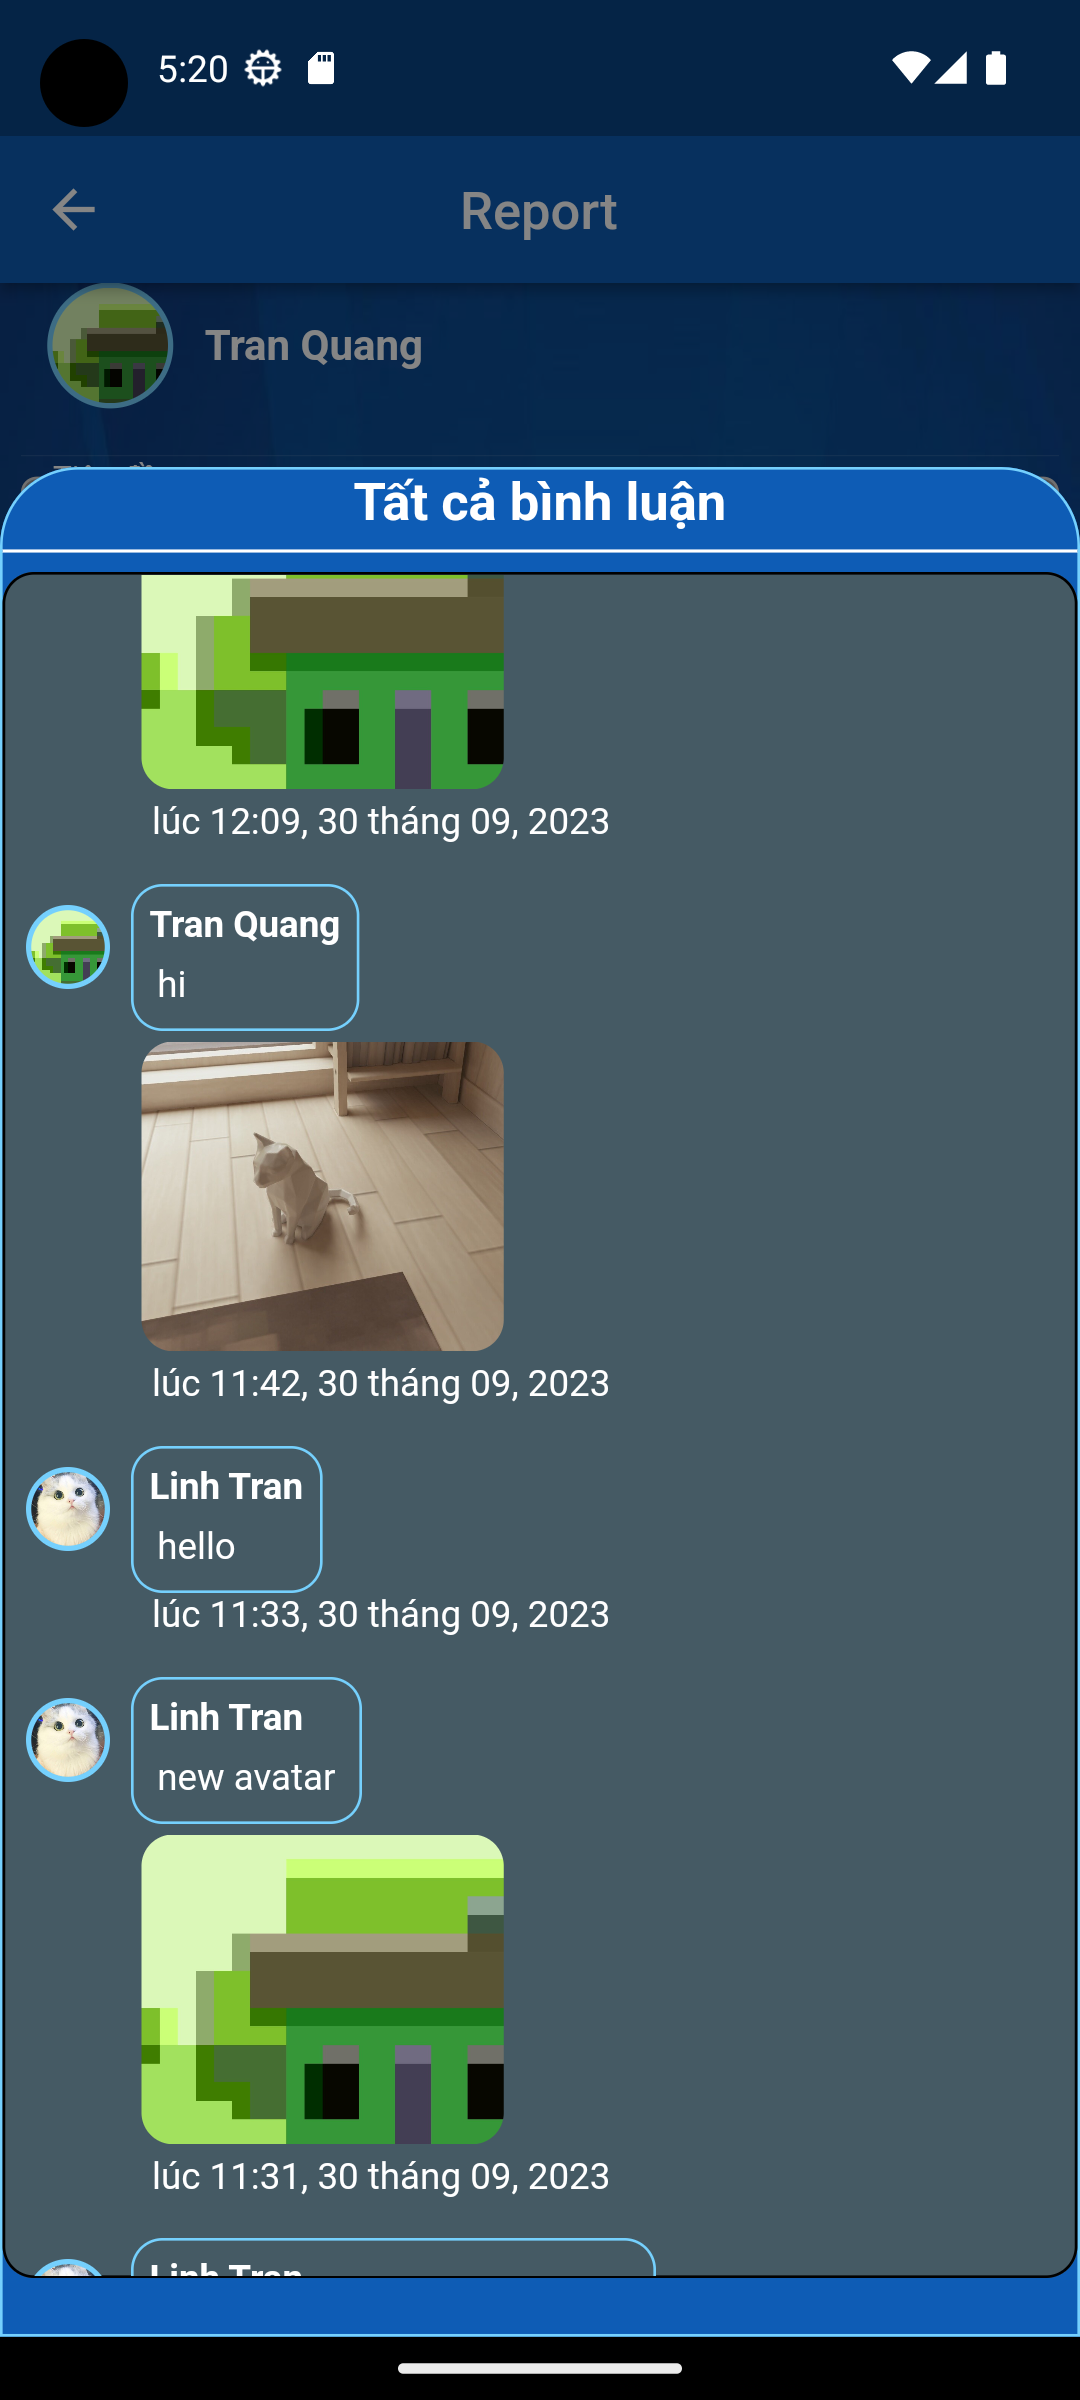 5:20
Report
Tran Quang
Tất cả bình luận
lúc 12:09, 30 tháng 09, 2023
Tran Quang
hi
lúc 11:42, 30 tháng 09, 2023
Linh Tran
hello
lúc 11:33, 30 tháng 09, 2023
Linh Tran
new avatar
lúc 11:31, 30 tháng 09, 2023
Linh Tran